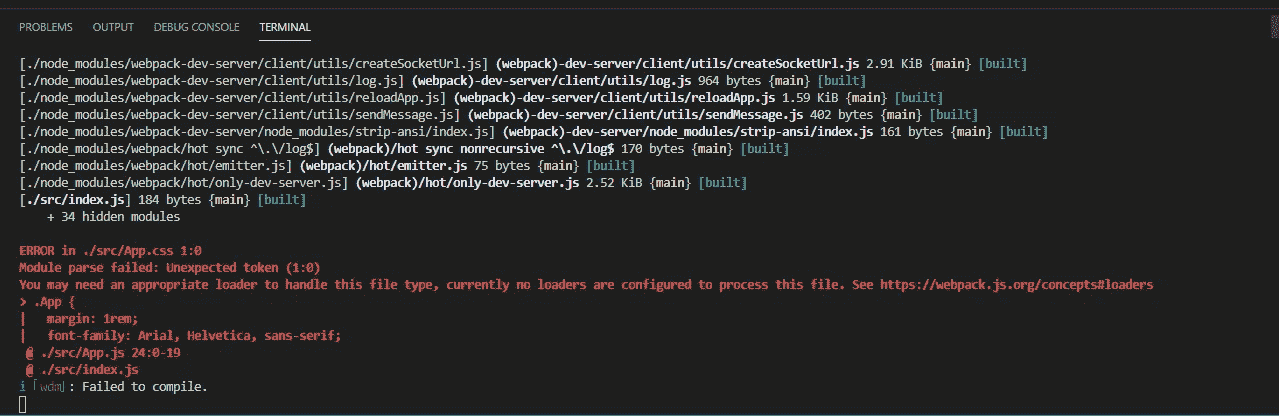 PROBLEMS OUTPUT DEBUG CONSOLE TERMINAL
[./node_modules/webpack-dev-server/client/utils/createSocketUrl.js] (webpack)-dev-server/client/utils/createSocketUrl.js 2.91 KiB {main} [built]
[./node_modules/webpack-dev-server/client/utils/log.js] (webpack)-dev-server/client/utils/log.js 964 bytes {main} [built]
[./node_modules/webpack-dev-server/client/utils/reloadApp.js] (webpack)-dev-server/client/utils/reloadApp.js 1.59 KiB {main} [built]
[./node_modules/webpack-dev-server/client/utils/sendMessage.js] (webpack)-dev-server/client/utils/sendMessage.js 402 bytes {main} [built]
[./node_modules/webpack-dev-server/node_modules/strip-ansi/index.js] (webpack)-dev-server/node_modules/strip-ansi/index.js 161 bytes {main} [built]
[./node_modules/webpack/hot sync ^\.\/log$] (webpack)/hot sync nonrecursive ^\.\/log$ 170 bytes {main} [built]
[./node_modules/webpack/hot/emitter.js] (webpack)/hot/emitter.js 75 bytes {main} [built]
[./node_modules/webpack/hot/only-dev-server.js] (webpack)/hot/only-dev-server.js 2.52 KiB {main} [built]
[./src/index.js] 184 bytes {main} [built]
    + 34 hidden modules
ERROR in ./src/App.css 1:0
Module parse failed: Unexpected token (1:0)
You may need an appropriate loader to handle this file type, currently no loaders are configured to process this file. See https://webpack.js.org/concepts#loaders
> .App {
|   margin: 1rem;
|   font-family: Arial, Helvetica, sans-serif;
 @ ./src/App.js 24:0-19
 @ ./src/index.js
i ｢wdm｣: Failed to compile.